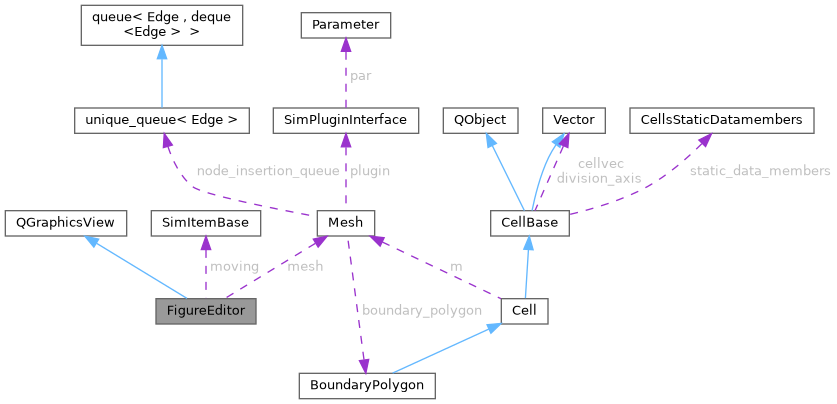 queue< Edge , deque
<Edge >  >
Parameter
par
unique_queue< Edge >
SimPluginInterface
QObject
Vector
CellsStaticDatamembers
node_insertion_queue
plugin
cellvec
division_axis
static_data_members
QGraphicsView
SimItemBase
Mesh
CellBase
moving
mesh
m
FigureEditor
boundary_polygon
Cell
BoundaryPolygon